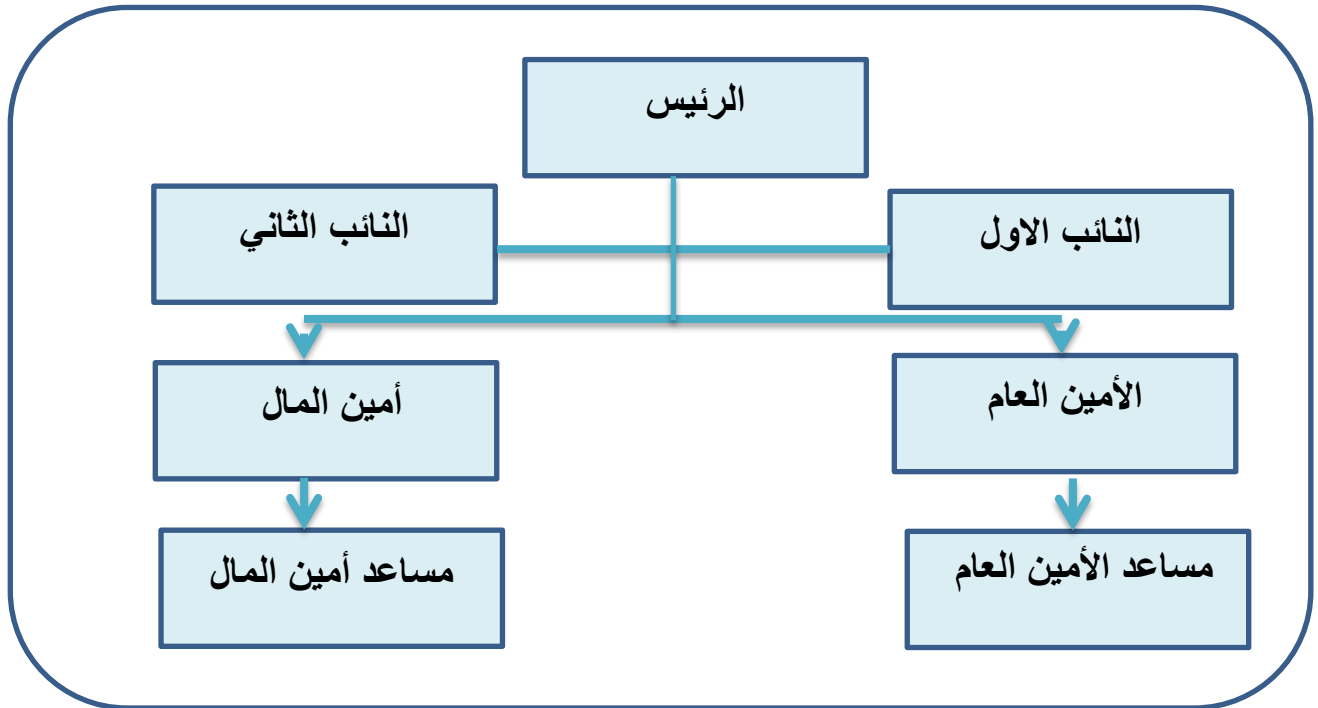 الرئيس
النائب الاول
النائب الثاني
الأمين العام
أمين المال
مساعد الأمين العام
مساعد أمين المال